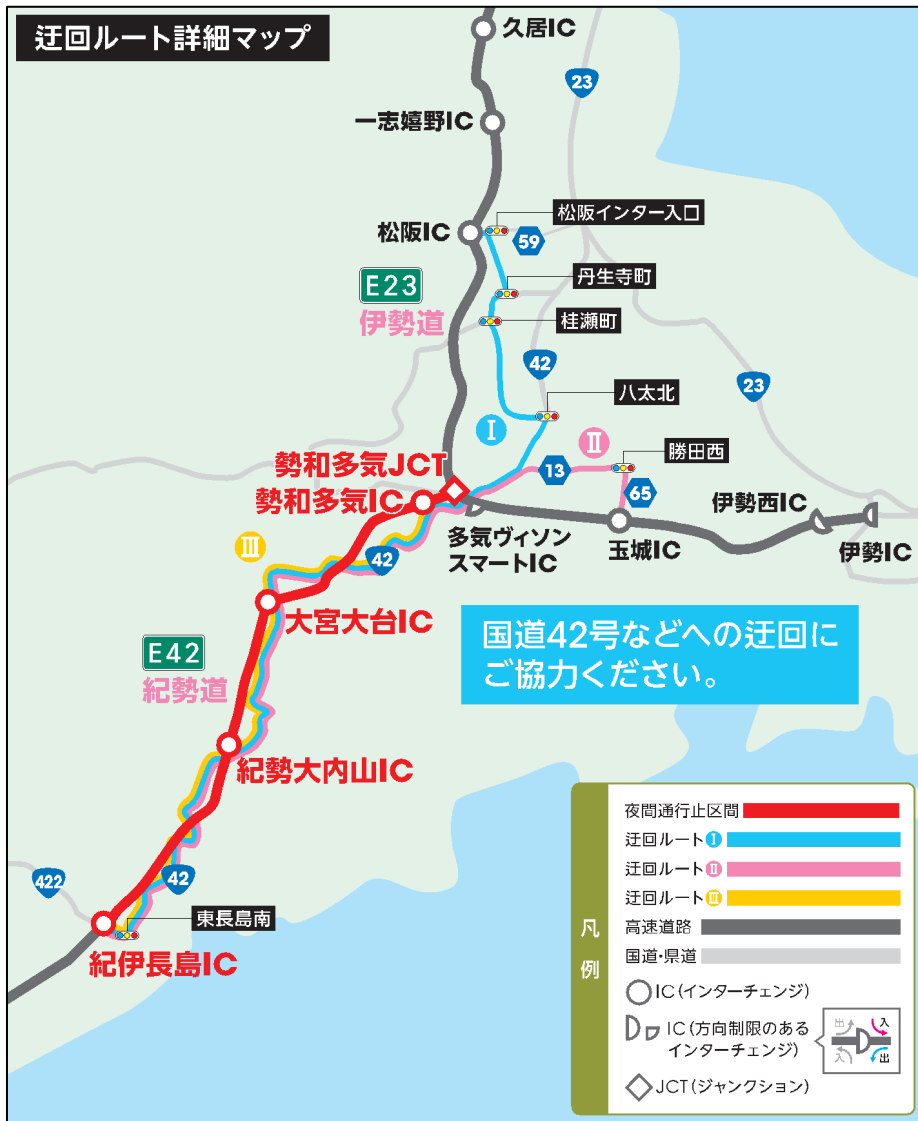 迂回ルート詳細マップ
久居IC
23
一志嬉野IC
松阪インター入口
松阪IC
59
丹生寺町
E23
伊勢道
桂瀬町
42
23
八太北
Ⅰ
Ⅱ
勝田西
勢和多気JCT
13
勢和多気IC
65
伊勢西IC
多気ヴィソン
スマートIC
玉城IC
伊勢IC
Ⅲ
42
大宮大台IC
国道42号などへの迂回に
ご協力ください。
E42
紀勢道
紀勢大内山IC
422
42
東長島南
紀伊長島IC
凡例
夜間通行止区間
迂回ルートⅠ
迂回ルートⅡ
迂回ルートⅢ
高速道路
国道・県道
IC(インターチェンジ)
IC(方向制限のある
インターチェンジ)
出 入
入 出
JCT(ジャンクション)